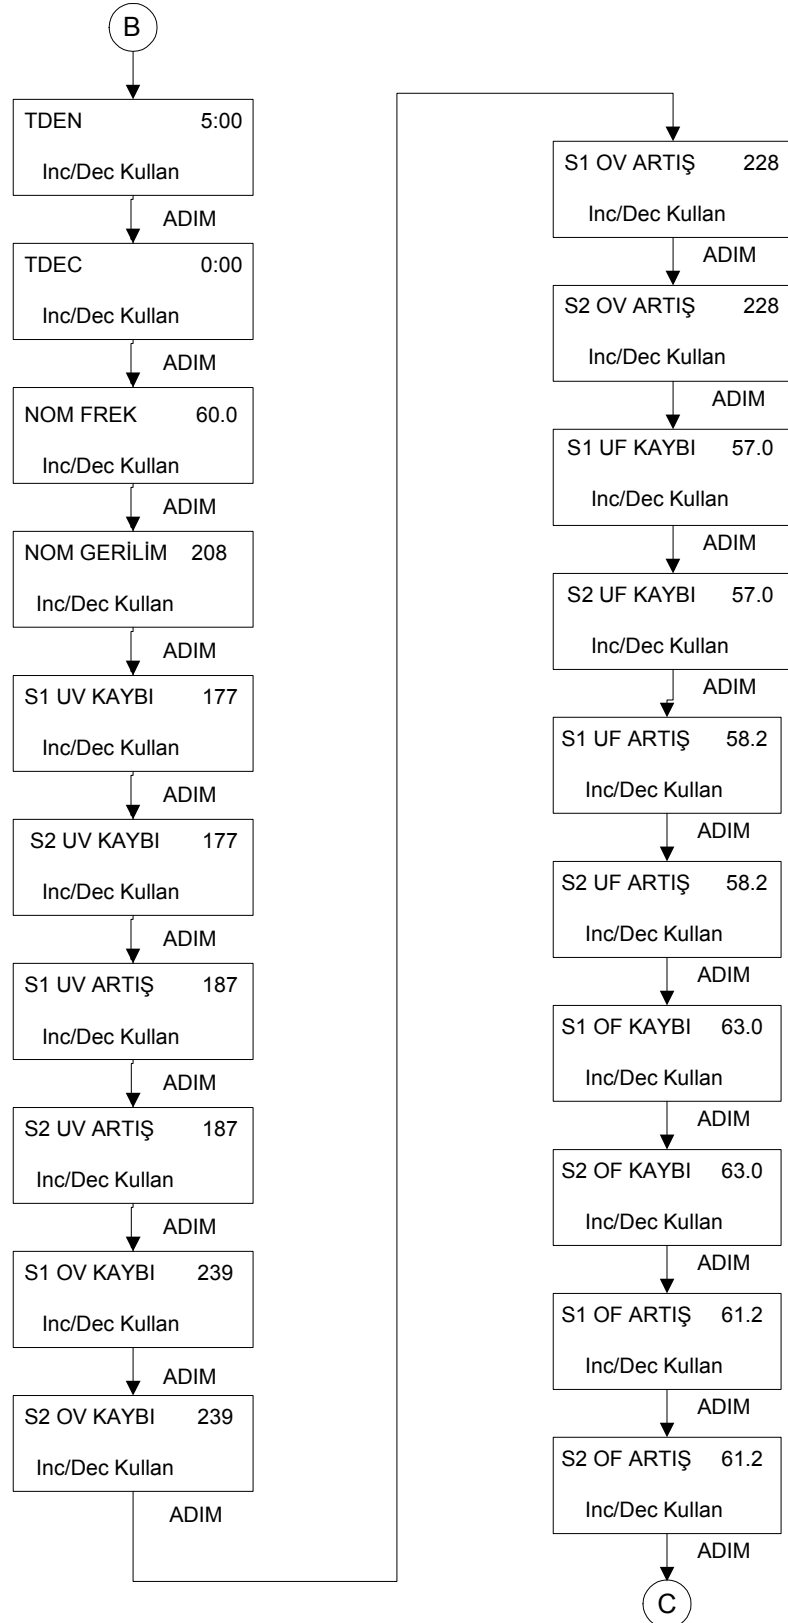 B
TDEN 5:00
Inc/Dec Kullan
ADIM
TDEC 0:00
Inc/Dec Kullan
ADIM
NOM FREK 60.0
Inc/Dec Kullan
ADIM
NOM GERİLİM 208
Inc/Dec Kullan
ADIM
S1 UV KAYBI 177
Inc/Dec Kullan
ADIM
S2 UV KAYBI 177
Inc/Dec Kullan
ADIM
S1 UV ARTIŞ 187
Inc/Dec Kullan
ADIM
S2 UV ARTIŞ 187
Inc/Dec Kullan
ADIM
S1 OV KAYBI 239
Inc/Dec Kullan
ADIM
S2 OV KAYBI 239
Inc/Dec Kullan
ADIM
S1 OV ARTIŞ 228
Inc/Dec Kullan
ADIM
S2 OV ARTIŞ 228
Inc/Dec Kullan
ADIM
S1 UF KAYBI 57.0
Inc/Dec Kullan
ADIM
S2 UF KAYBI 57.0
Inc/Dec Kullan
ADIM
S1 UF ARTIŞ 58.2
Inc/Dec Kullan
ADIM
S2 UF ARTIŞ 58.2
Inc/Dec Kullan
ADIM
S1 OF KAYBI 63.0
Inc/Dec Kullan
ADIM
S2 OF KAYBI 63.0
Inc/Dec Kullan
ADIM
S1 OF ARTIŞ 61.2
Inc/Dec Kullan
ADIM
S2 OF ARTIŞ 61.2
Inc/Dec Kullan
ADIM
C